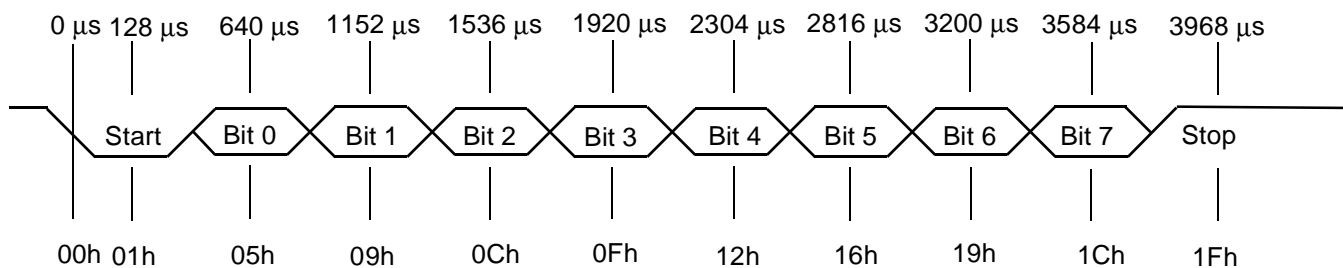 0 μs 128 μs 640 μs 1152 μs 1536 μs 1920 μs 2304 μs 2816 μs 3200 μs 3584 μs 3968 μs
Start Bit 0 Bit 1 Bit 2 Bit 3 Bit 4 Bit 5 Bit 6 Bit 7 Stop
00h 01h 05h 09h 0Ch 0Fh 12h 16h 19h 1Ch 1Fh